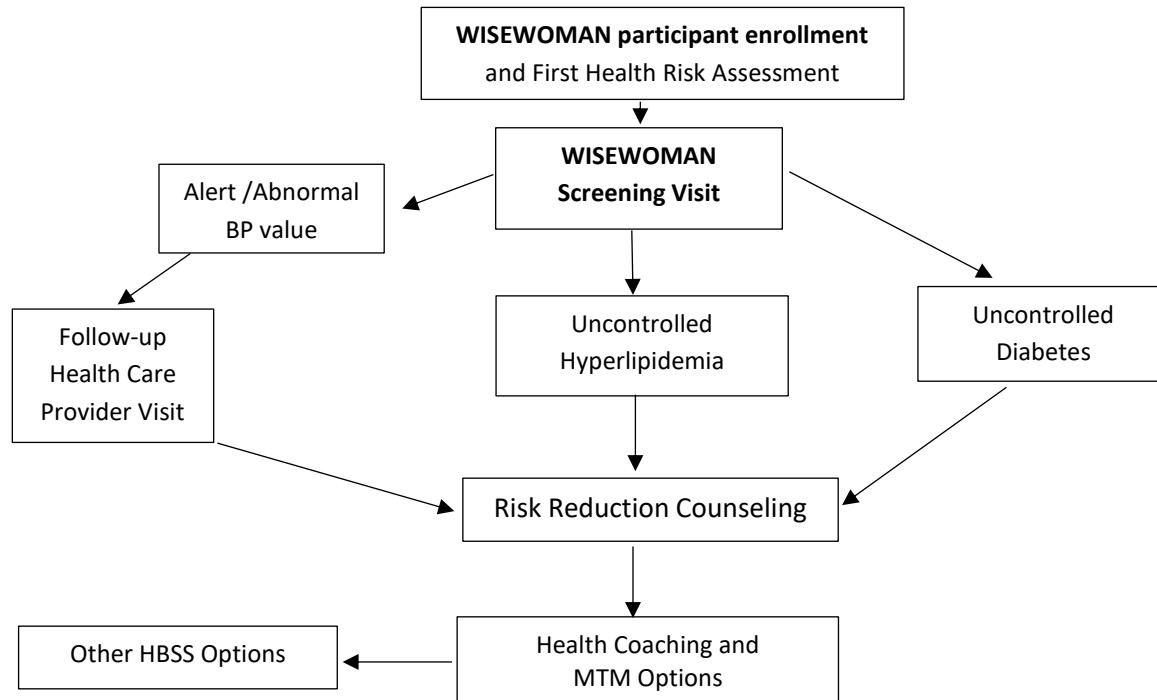 WISEWOMAN participant enrollment
and First Health Risk Assessment
WISEWOMAN
Screening Visit
Alert /Abnormal
BP value
Follow-up
Health Care
Provider Visit
Uncontrolled
Hyperlipidemia
Uncontrolled
Diabetes
Risk Reduction Counseling
Other HBSS Options
Health Coaching and
MTM Options